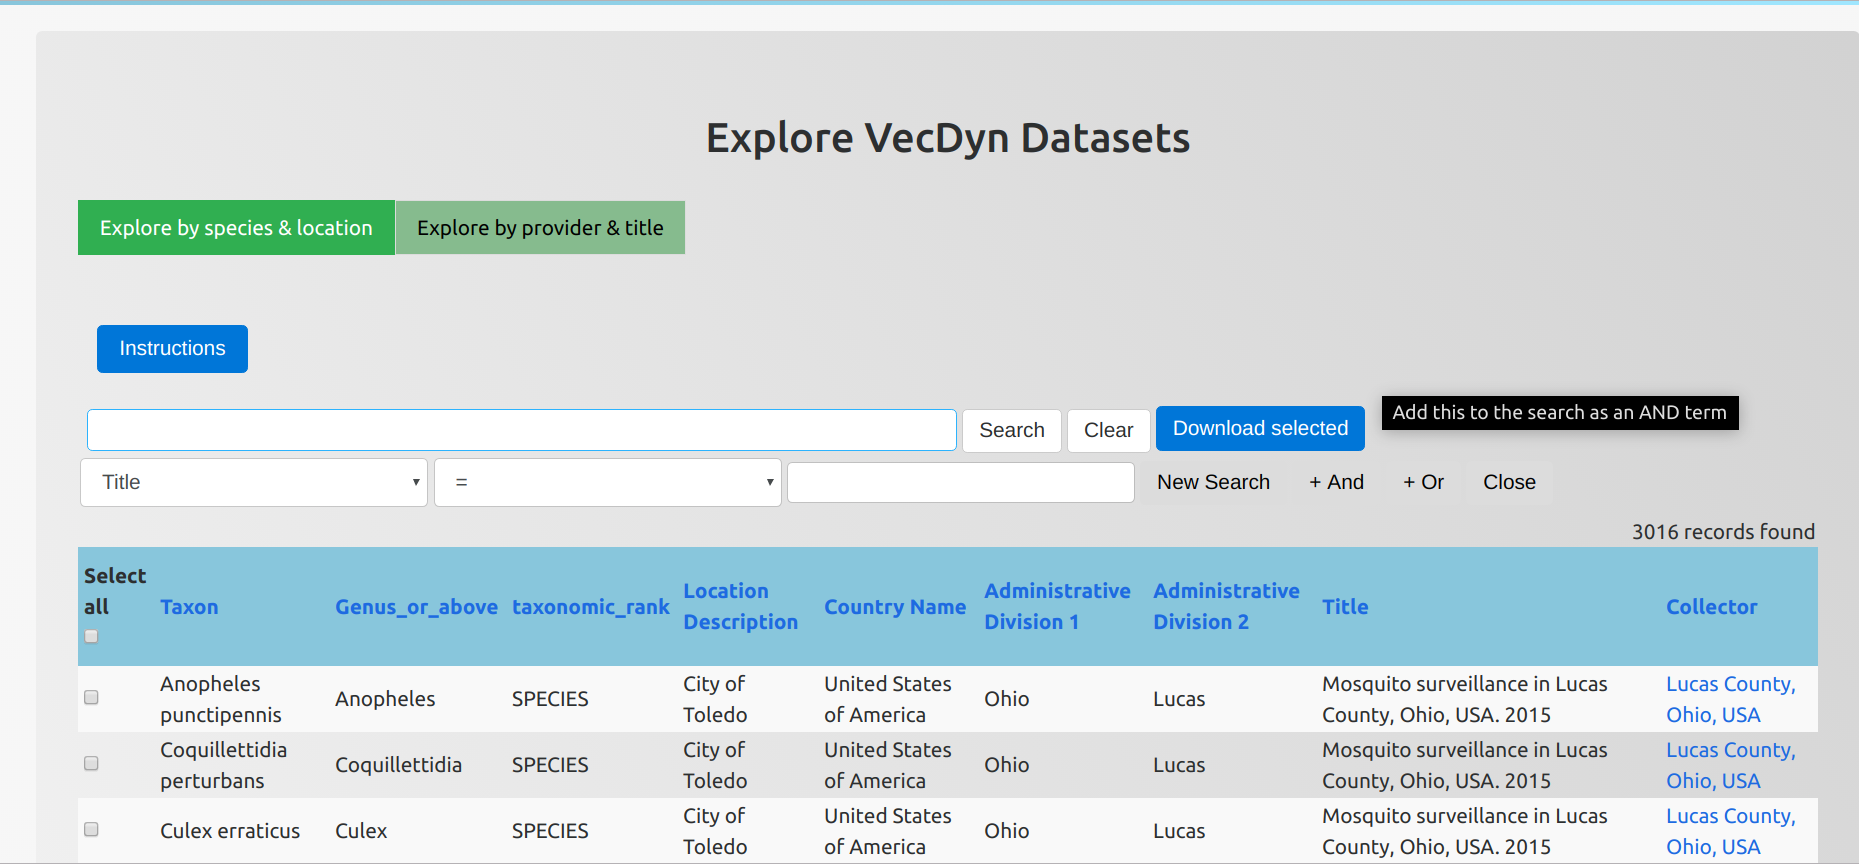 Explore VecDyn Datasets
Explore by species & location Explore by provider & title
Instructions
Search Clear Download selected Add this to the search as an AND term
Title = New Search + And + Or Close
3016 records found
Select all Taxon Genus_or_above taxonomic_rank Location Description Country Name Administrative Division 1 Administrative Division 2 Title Collector
Anopheles punctipennis Anopheles SPECIES City of Toledo United States of America Ohio Lucas Mosquito surveillance in Lucas County, Ohio, USA. 2015 Lucas County, Ohio, USA
Coquillettidia perturbans Coquillettidia SPECIES City of Toledo United States of America Ohio Lucas Mosquito surveillance in Lucas County, Ohio, USA. 2015 Lucas County, Ohio, USA
Culex erraticus Culex SPECIES City of Toledo United States of America Ohio Lucas Mosquito surveillance in Lucas County, Ohio, USA. 2015 Lucas County, Ohio, USA